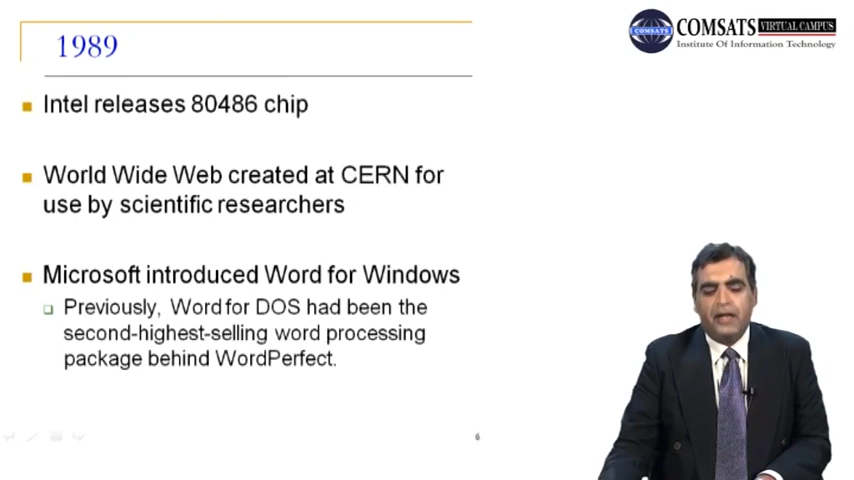 1989
COMSATS VIRTUAL CAMPUS
Institute Of Information Technology
COMSATS
Intel releases 80486 chip
World Wide Web created at CERN for
use by scientific researchers
Microsoft introduced Word for Windows
Previously, Word for DOS had been the
second-highest-selling word processing
package behind WordPerfect.
6